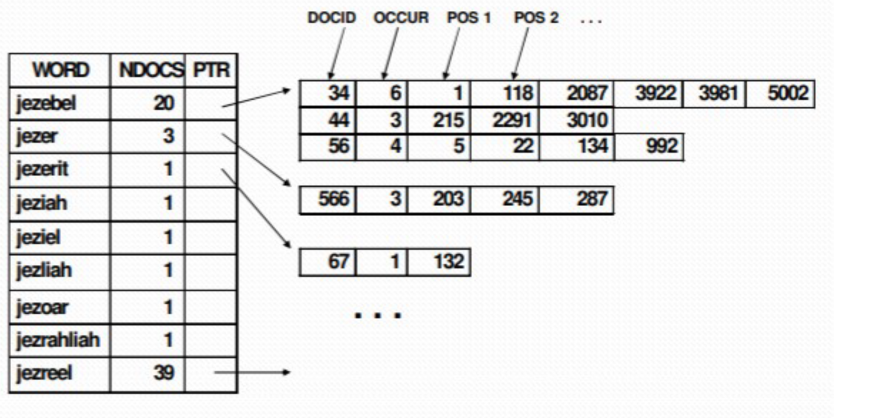 DOCID OCCUR POS 1 POS 2 ...
WORD NDOCS PTR
jezebel 20
34 6 1 118 2087 3922 3981 5002
44 3 215 2291 3010
jezer 3
56 4 5 22 134 992
jezerit 1
566 3 203 245 287
jeziah 1
jeziel 1
jezliah 1
67 1 132
jezoar 1
...
jezrahliah 1
jezreel 39